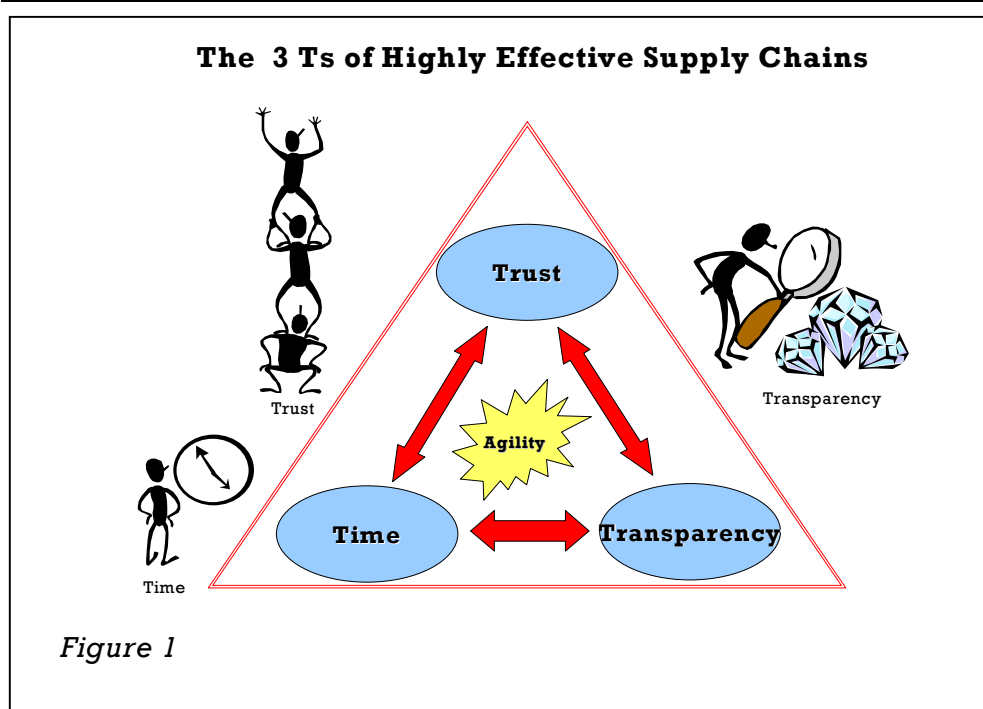 The 3 Ts of Highly Effective Supply Chains
Trust
Transparency
Trust
Agility
Time
Transparency
Time
Figure 1